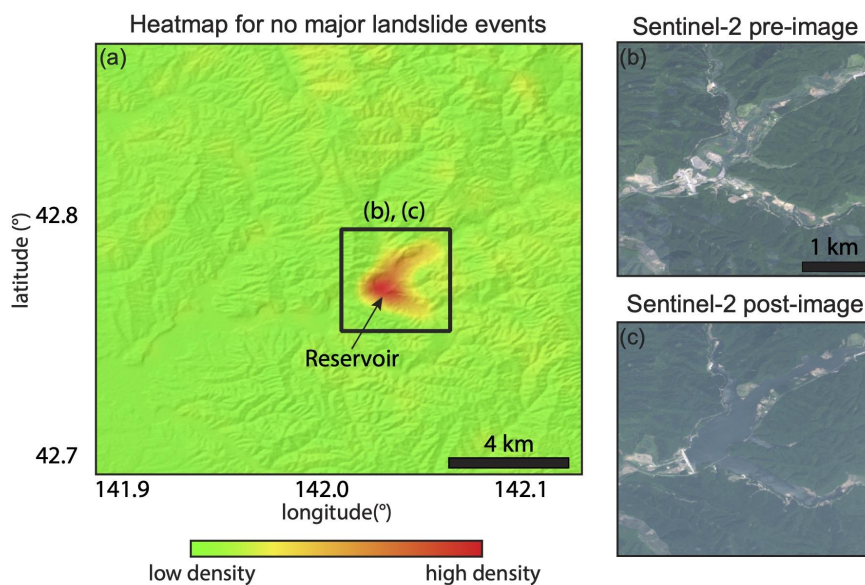 Heatmap for no major landslide events
(a)
(b), (c)
Reservoir
4 km
42.8
42.7
latitude (°)
141.9 142.0 142.1
longitude(°)
low density high density
Sentinel-2 pre-image
(b)
1 km
Sentinel-2 post-image
(c)